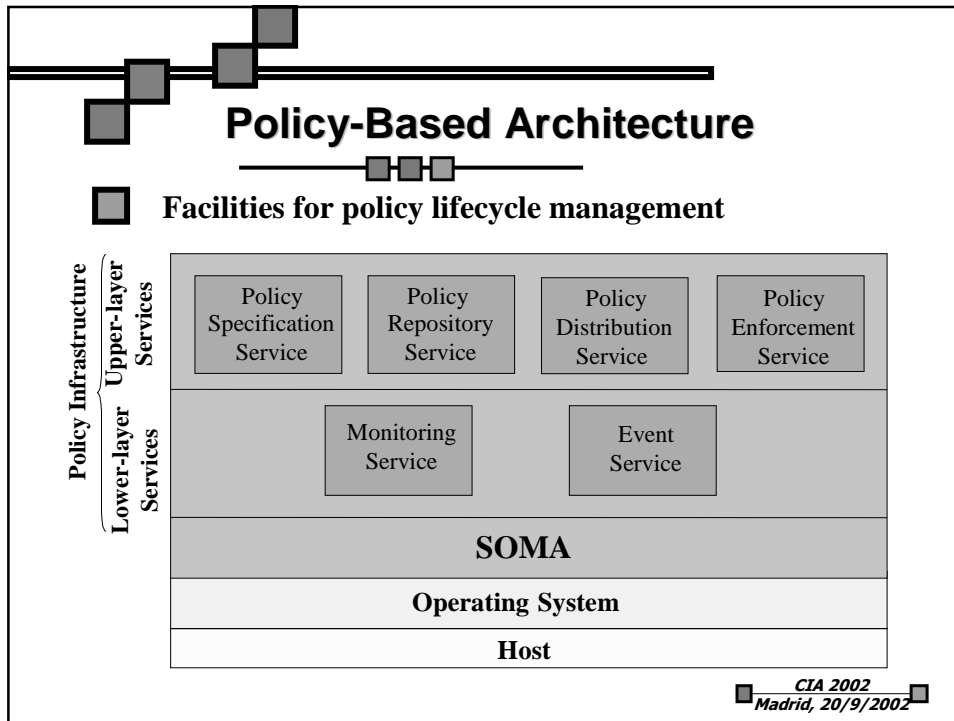 Policy-Based Architecture
Facilities for policy lifecycle management
Policy Infrastructure
Upper-layer
Services
Lower-layer
Services
Policy
Specification
Service
Policy
Repository
Service
Policy
Distribution
Service
Policy
Enforcement
Service
Monitoring
Service
Event
Service
SOMA
Operating System
Host
CIA 2002
Madrid, 20/9/2002